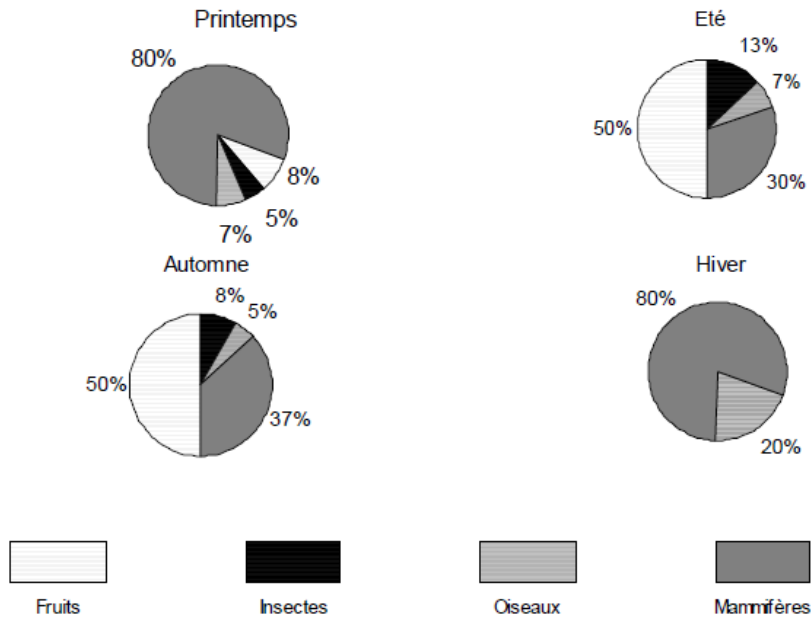 Printemps
80%
8%
5%
7%
Eté
13%
7%
50%
30%
Automne
8%
5%
50%
37%
Hiver
80%
20%
Fruits
Insectes
Oiseaux
Mammifères